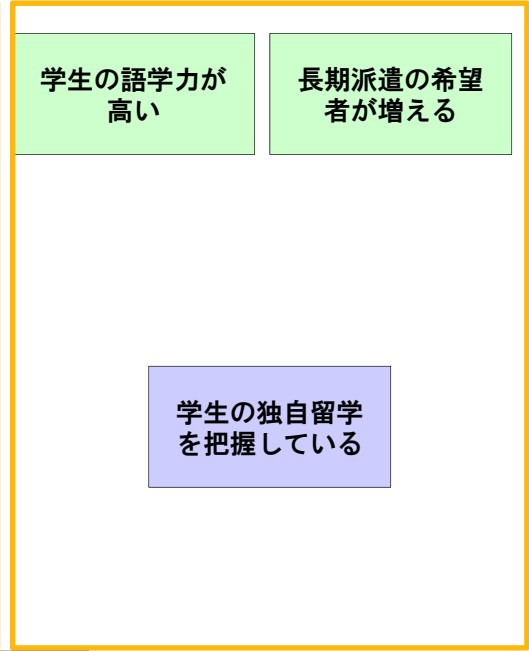 学生の語学力が
高い
長期派遣の希望
者が増える
学生の独自留学
を把握している